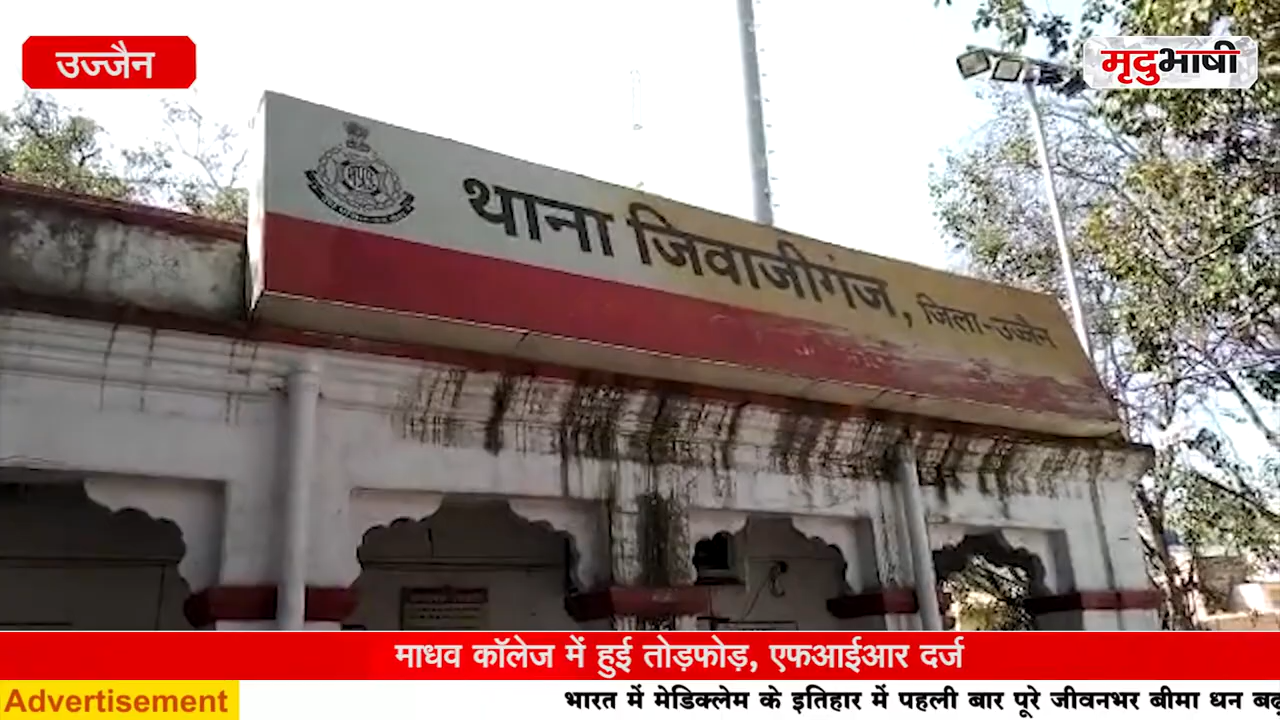 उज्जैन
मृदुभाषी
थाना जिवाजीगंज, जिला-उज्जैन
माधव कॉलेज में हुई तोड़फोड़, एफआईआर दर्ज
Advertisement
भारत में मेडिक्लेम के इतिहार में पहली बार पूरे जीवनभर बीमा धन